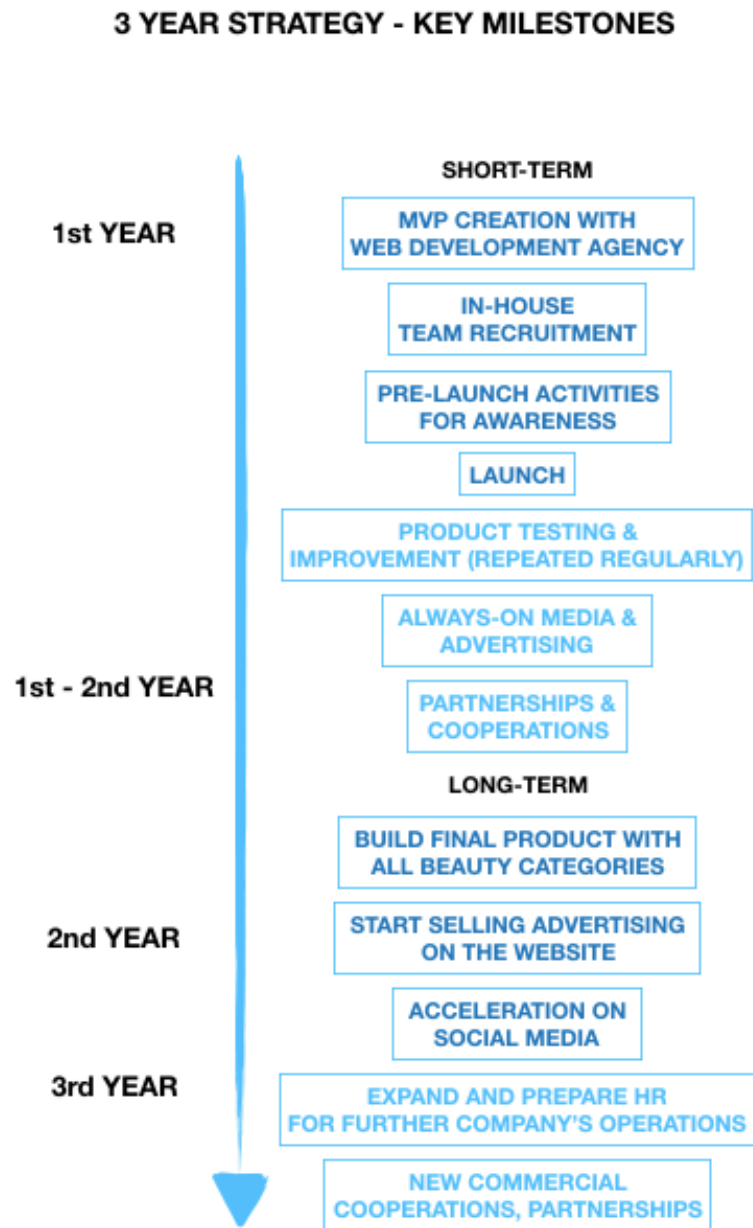 3 YEAR STRATEGY - KEY MILESTONES
SHORT-TERM
1st YEAR
MVP CREATION WITH
WEB DEVELOPMENT AGENCY
IN-HOUSE
TEAM RECRUITMENT
PRE-LAUNCH ACTIVITIES
FOR AWARENESS
LAUNCH
PRODUCT TESTING &
IMPROVEMENT (REPEATED REGULARLY)
ALWAYS-ON MEDIA &
ADVERTISING
1st - 2nd YEAR
PARTNERSHIPS &
COOPERATIONS
LONG-TERM
BUILD FINAL PRODUCT WITH
ALL BEAUTY CATEGORIES
2nd YEAR
START SELLING ADVERTISING
ON THE WEBSITE
ACCELERATION ON
SOCIAL MEDIA
3rd YEAR
EXPAND AND PREPARE HR
FOR FURTHER COMPANY'S OPERATIONS
NEW COMMERCIAL
COOPERATIONS, PARTNERSHIPS